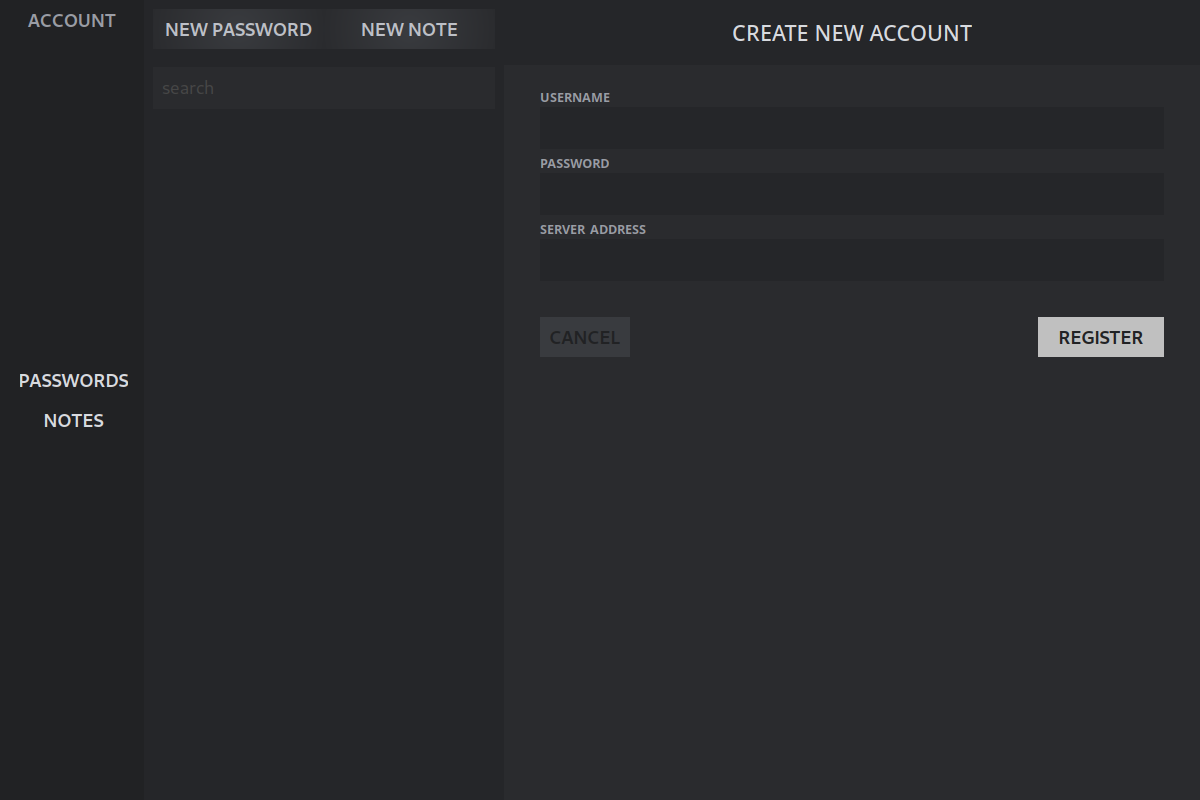 ACCOUNT
PASSWORDS
NOTES
NEW PASSWORD
NEW NOTE
search
CREATE NEW ACCOUNT
USERNAME
PASSWORD
SERVER ADDRESS
CANCEL
REGISTER